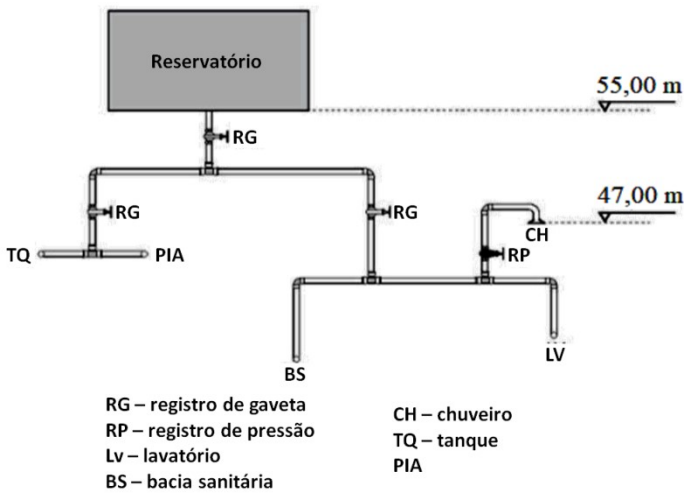 Reservatório
55,00 m
RG
47,00 m
RG
RG
CH
TQ
PIA
RP
BS
LV
RG – registro de gaveta
RP – registro de pressão
Lv – lavatório
BS – bacia sanitária
CH – chuveiro
TQ – tanque
PIA